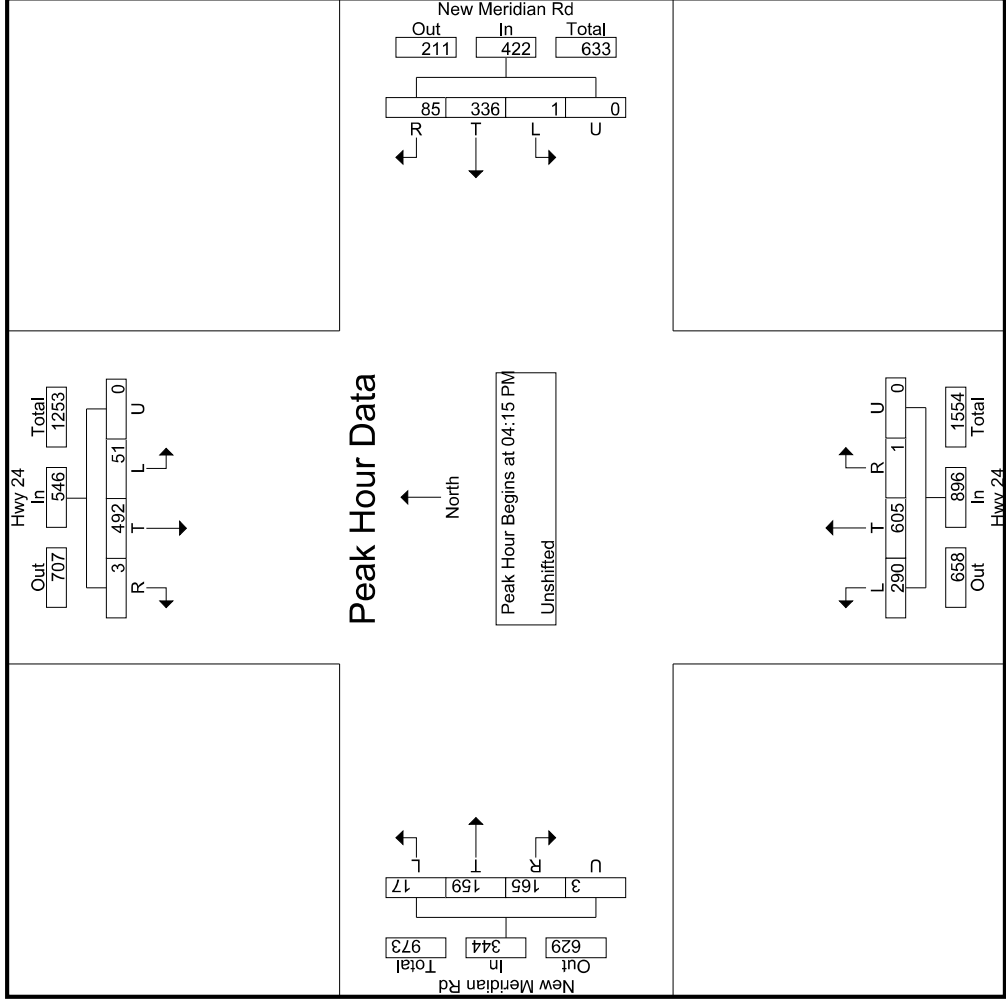 New Meridian Rd
Out In Total
211 422 633
85 336 1 0
R T L U
Hwy 24
Out In Total
707 546 1253
3 492 51 0
R T L U
Peak Hour Data
North
Peak Hour Begins at 04:15 PM
Unshifted
L T R U
290 605 1 0
658 896 1554
Out In Total
Hwy 24
U R T L
3 165 159 17
629 344 973
Out In Total
New Meridian Rd